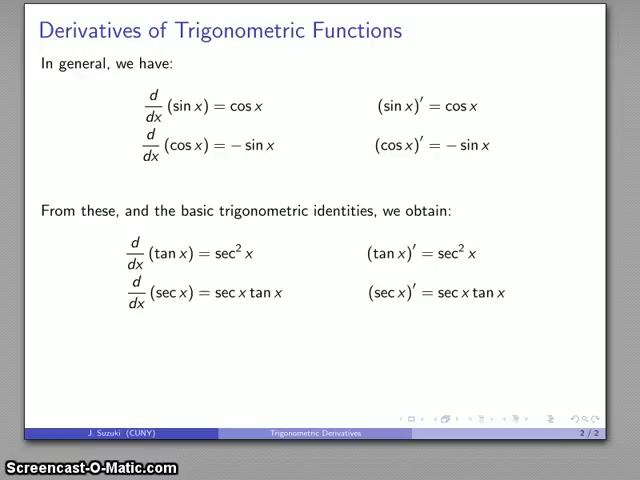 Derivatives of Trigonometric Functions
In general, we have:
d/dx (sin x) = cos x (sin x)′ = cos x
d/dx (cos x) = − sin x (cos x)′ = − sin x
From these, and the basic trigonometric identities, we obtain:
d/dx (tan x) = sec² x (tan x)′ = sec² x
d/dx (sec x) = sec x tan x (sec x)′ = sec x tan x
J. Suzuki (CUNY) Trigonometric Derivatives 2 / 2
Screencast-O-Matic.com